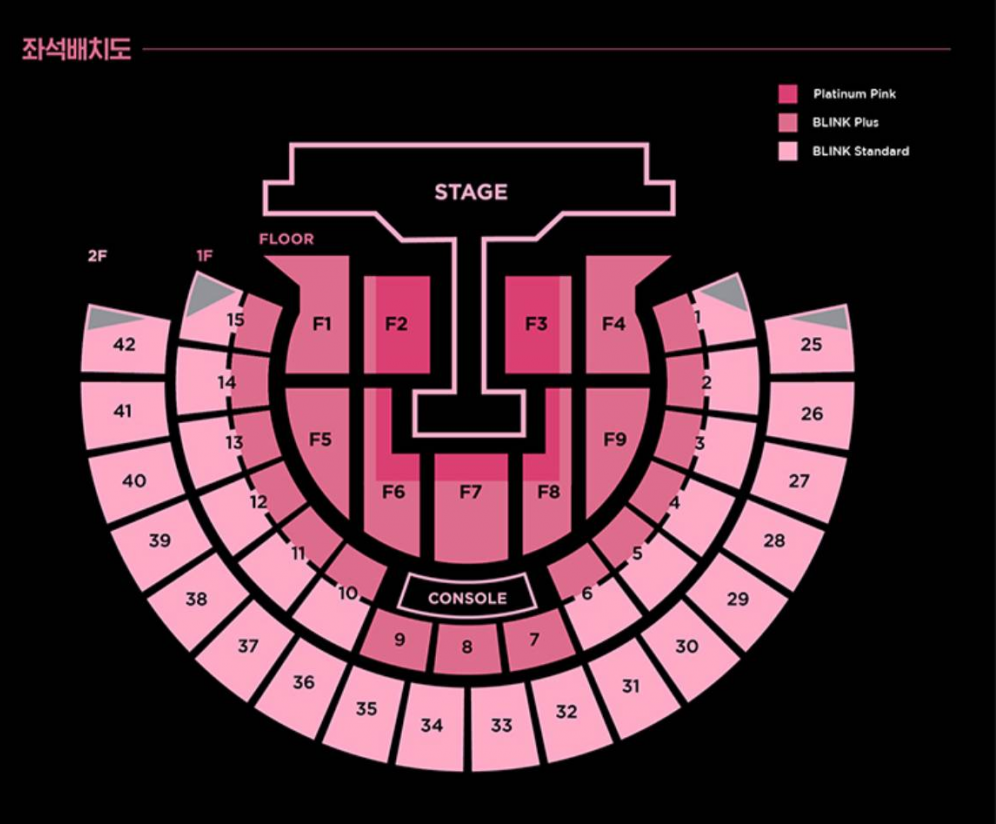 좌석배치도
Platinum Pink
BLINK Plus
BLINK Standard
STAGE
FLOOR
2F
1F
15
1
42
F1
F2
F3
F4
25
14
2
41
26
13
F5
F9
3
40
F6
F7
F8
27
12
4
39
28
11
5
38
10
CONSOLE
6
29
37
9
8
7
30
36
31
35
34
33
32